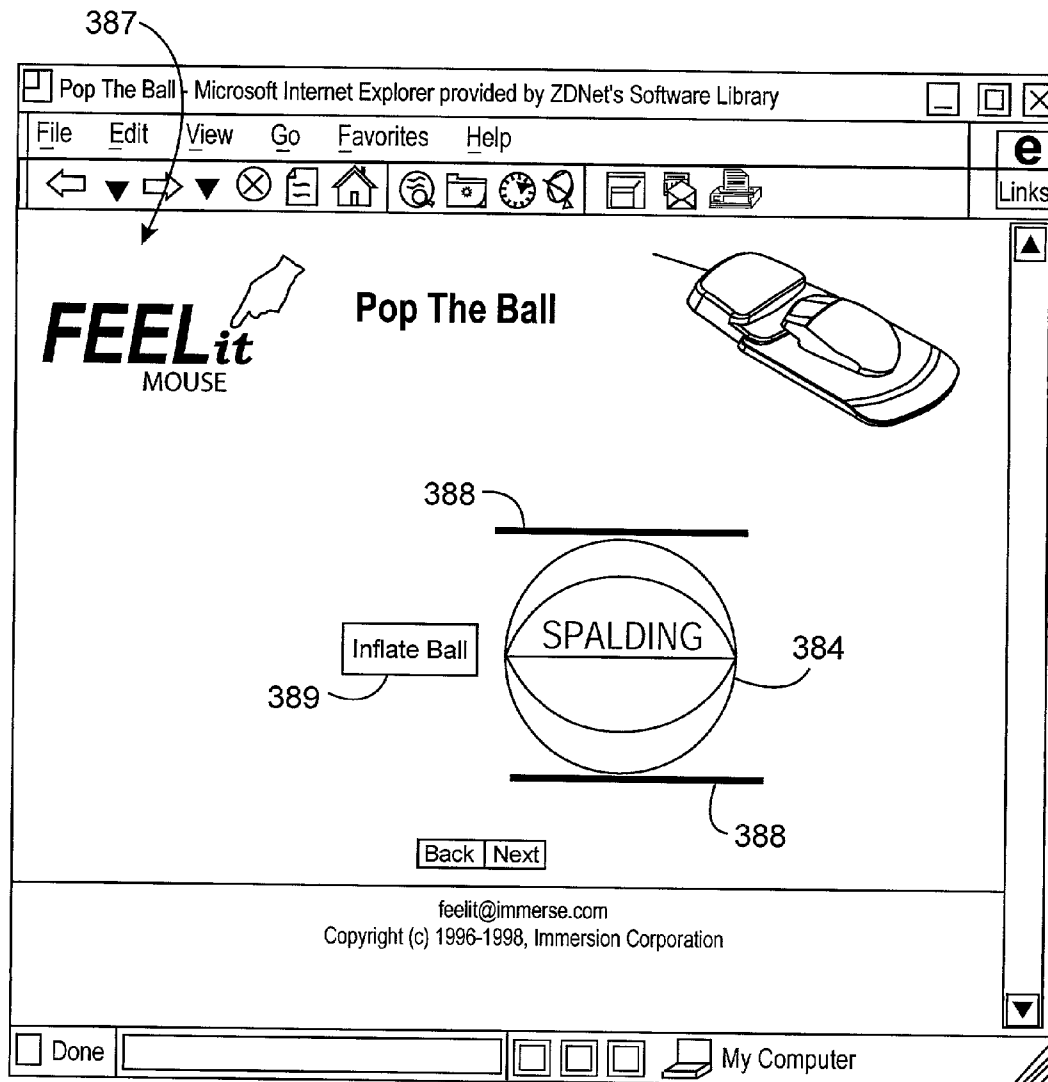 387
Pop The Ball - Microsoft Internet Explorer provided by ZDNet's Software Library
File Edit View Go Favorites Help
e
Links
FEELit
MOUSE
Pop The Ball
388
SPALDING
Inflate Ball
384
389
388
Back Next
feelit@immerse.com
Copyright (c) 1996-1998, Immersion Corporation
Done
My Computer